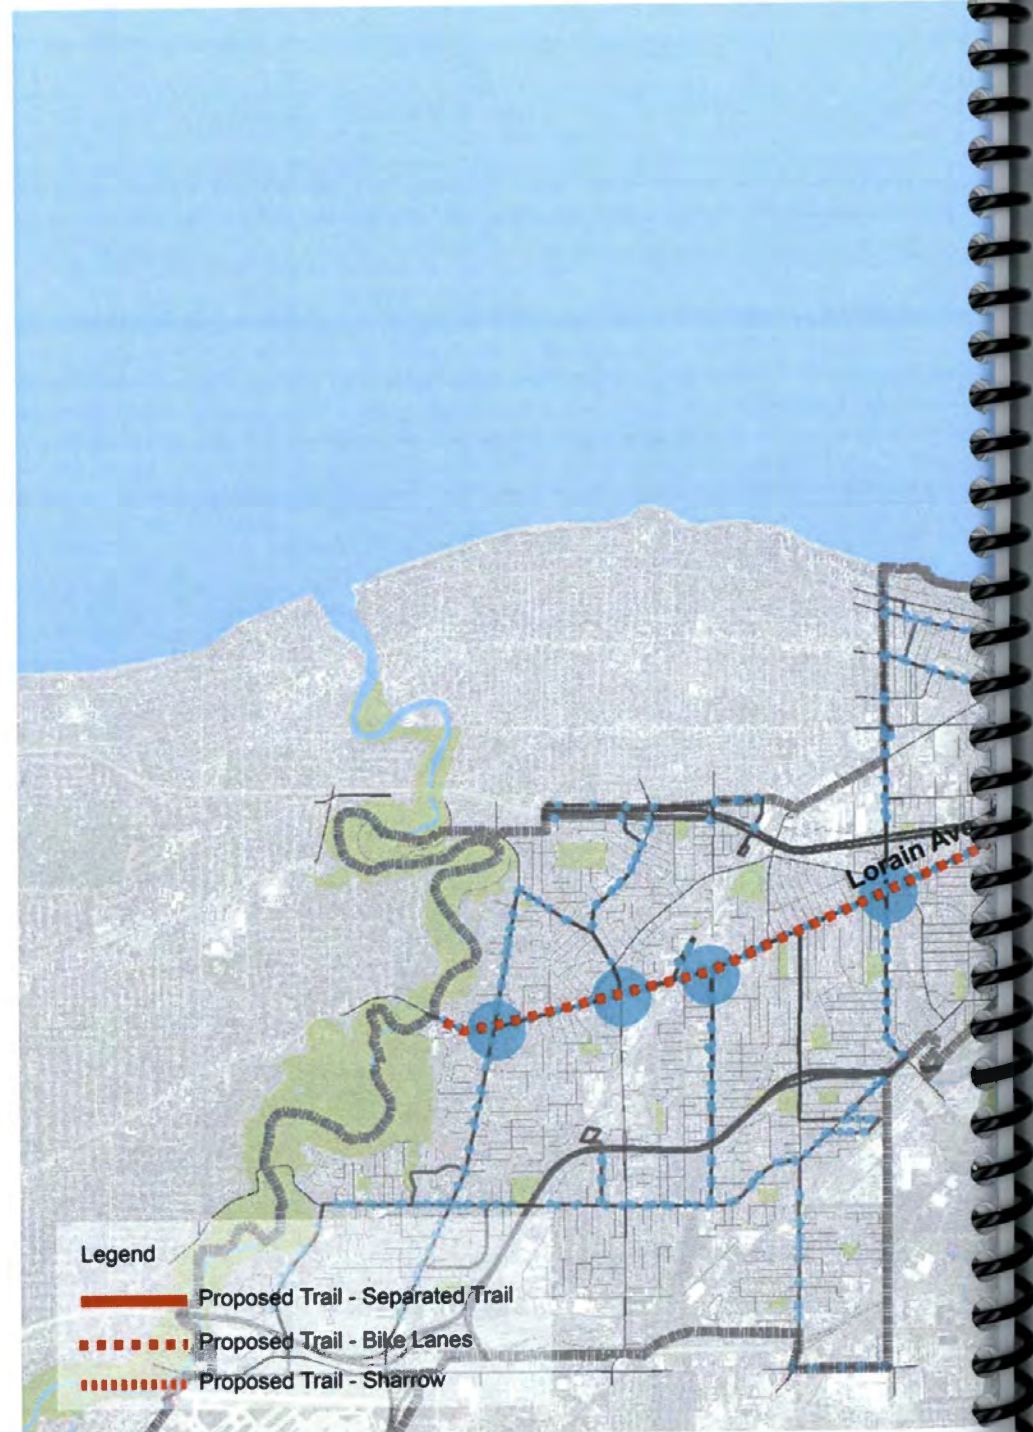 Lorain Ave
Legend
Proposed Trail - Separated Trail
Proposed Trail - Bike Lanes
Proposed Trail - Sharrow